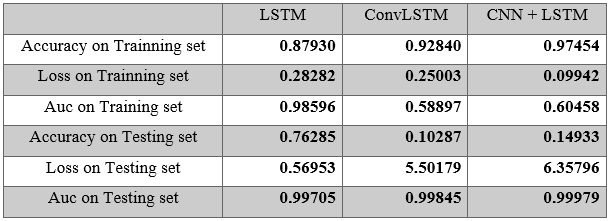 LSTM ConvLSTM CNN + LSTM
Accuracy on Trainning set 0.87930 0.92840 0.97454
Loss on Trainning set 0.28282 0.25003 0.09942
Auc on Training set 0.98596 0.58897 0.60458
Accuracy on Testing set 0.76285 0.10287 0.14933
Loss on Testing set 0.56953 5.50179 6.35796
Auc on Testing set 0.99705 0.99845 0.99979